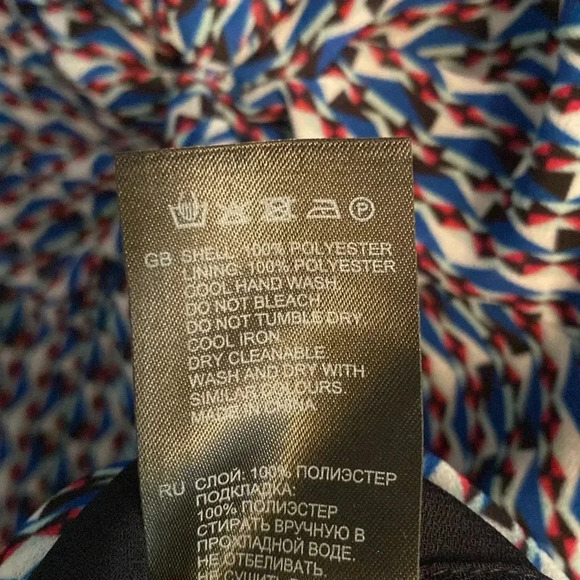 P
GB SHELL: 100% POLYESTER
LINING: 100% POLYESTER
COOL HAND WASH
DO NOT BLEACH
DO NOT TUMBLE DRY.
COOL IRON
DRY CLEANABLE
WASH AND DRY WITH
SIMILAR COLOURS
MADE IN CHINA
RU СЛОЙ: 100% ПОЛИЭСТЕР
ПОДКЛАДКА:
100% ПОЛИЭСТЕР
СТИРАТЬ ВРУЧНУЮ В
ПРОХЛАДНОЙ ВОДЕ.
НЕ ОТБЕЛИВАТЬ.
НЕ СУШИТЬ